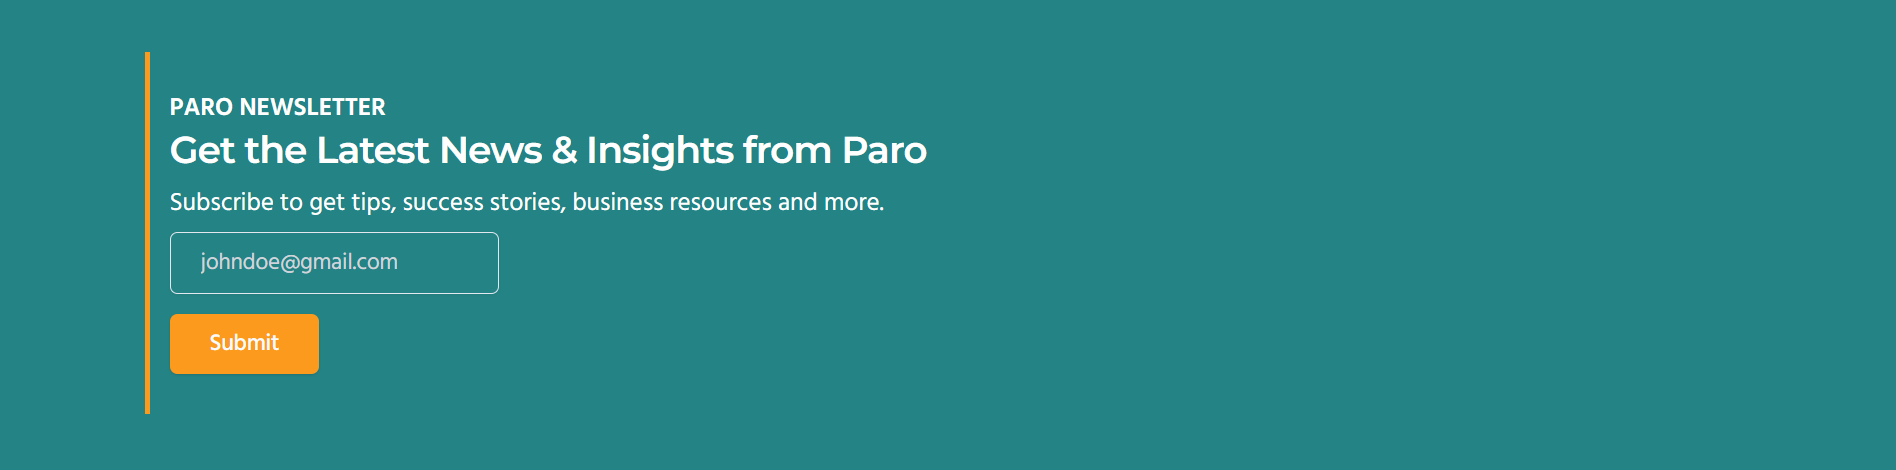 PARO NEWSLETTER
Get the Latest News & Insights from Paro
Subscribe to get tips, success stories, business resources and more.
johndoe@gmail.com
Submit